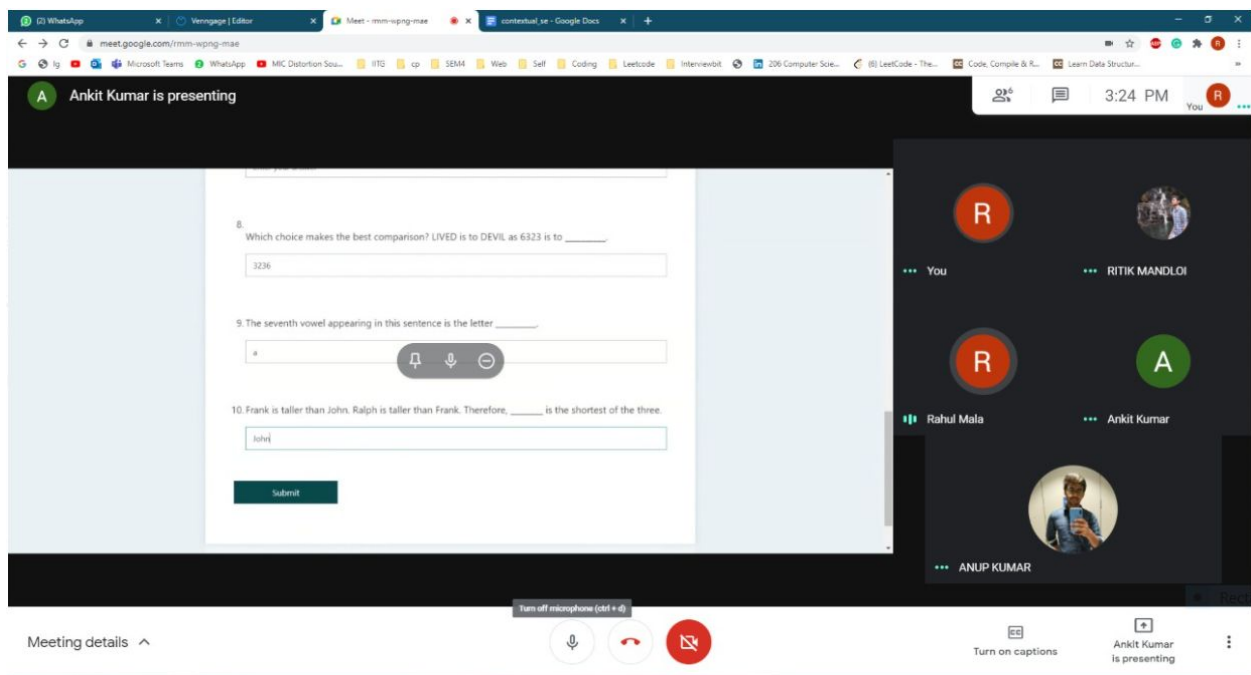 (2) WhatsApp
Venngage | Editor
Meet - rmm-wpng-mae
contextual_se - Google Docs
meet.google.com/rmm-wpng-mae
Ig
Microsoft Teams
WhatsApp
MIC Distortion Sou...
IITG
cp
SEM4
Web
Self
Coding
Leetcode
Interviewbit
206 Computer Scie...
(6) LeetCode - The...
Code, Compile & R...
Learn Data Structur...
A Ankit Kumar is presenting
6
3:24 PM
You
R
8.
Which choice makes the best comparison? LIVED is to DEVIL as 6323 is to ________.
3236
9. The seventh vowel appearing in this sentence is the letter ________.
a
10. Frank is taller than John. Ralph is taller than Frank. Therefore, ______ is the shortest of the three.
John
Submit
R
You
RITIK MANDLOI
R
A
Rahul Mala
Ankit Kumar
ANUP KUMAR
Turn off microphone (ctrl + d)
Meeting details
Turn on captions
Ankit Kumar
is presenting